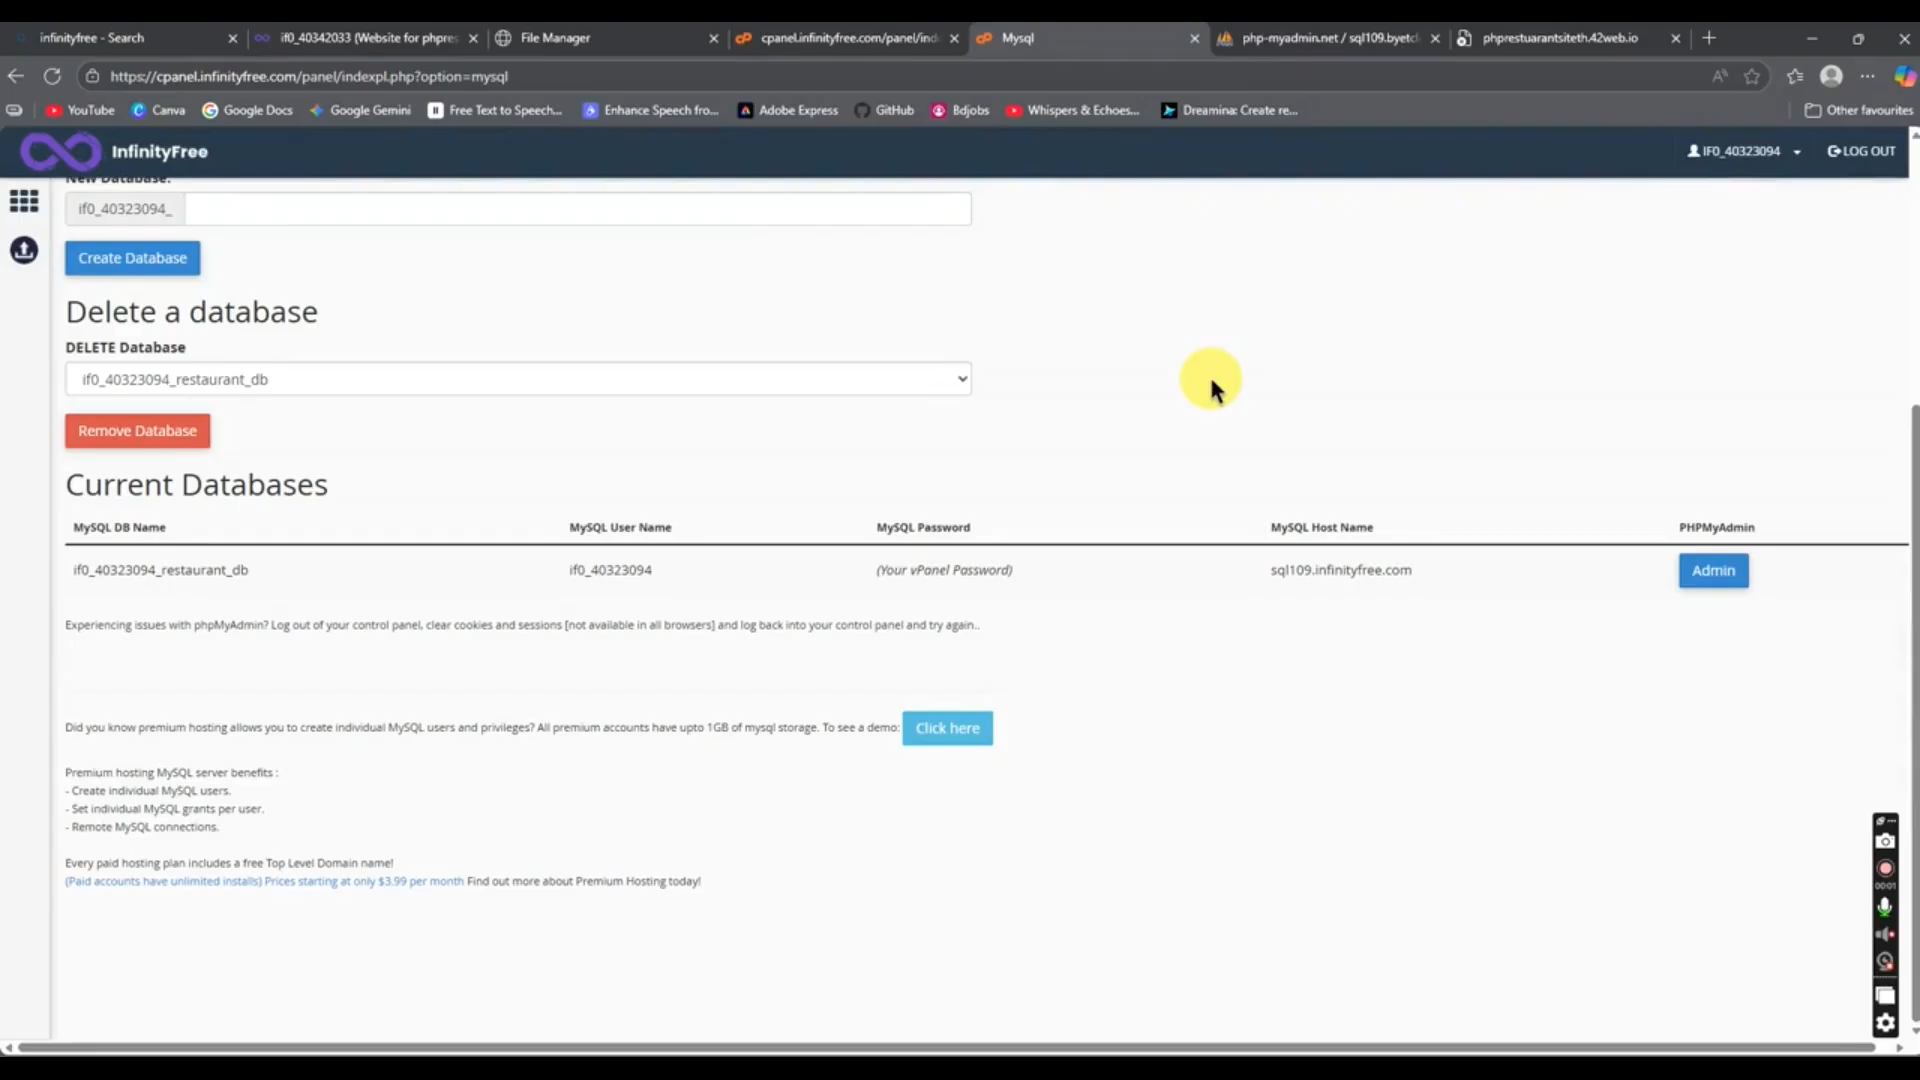 infinityfree - Search
if0_40342033 (Website for phpres
File Manager
cpanel.infinityfree.com/panel/ind
Mysql
php-myadmin.net / sql109.byetcl
phprestuarantsiteth.42web.io
https://cpanel.infinityfree.com/panel/indexpl.php?option=mysql
YouTube
Canva
Google Docs
Google Gemini
Free Text to Speech...
Enhance Speech fro...
Adobe Express
GitHub
Bdjobs
Whispers & Echoes...
Dreamina: Create re...
Other favourites
InfinityFree
IF0_40323094
LOG OUT
New Database:
if0_40323094_
Create Database
Delete a database
DELETE Database
if0_40323094_restaurant_db
Remove Database
Current Databases
MySQL DB Name MySQL User Name MySQL Password MySQL Host Name PHPMyAdmin
if0_40323094_restaurant_db if0_40323094 (Your vPanel Password) sql109.infinityfree.com Admin
Experiencing issues with phpMyAdmin? Log out of your control panel, clear cookies and sessions [not available in all browsers] and log back into your control panel and try again..
Did you know premium hosting allows you to create individual MySQL users and privileges? All premium accounts have upto 1GB of mysql storage. To see a demo: Click here
Premium hosting MySQL server benefits :
- Create individual MySQL users.
- Set individual MySQL grants per user.
- Remote MySQL connections.
Every paid hosting plan includes a free Top Level Domain name!
(Paid accounts have unlimited installs) Prices starting at only $3.99 per month Find out more about Premium Hosting today!
00:01